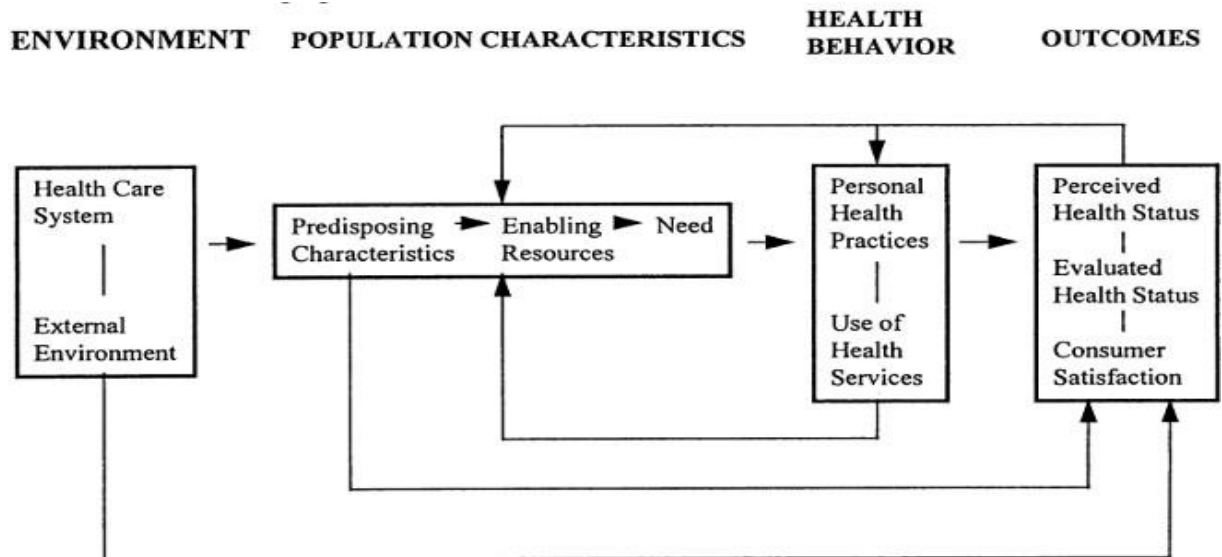 ENVIRONMENT
POPULATION CHARACTERISTICS
HEALTH
BEHAVIOR
OUTCOMES
Health Care
System
External
Environment
Predisposing
Characteristics
Enabling
Resources
Need
Personal
Health
Practices
Use of
Health
Services
Perceived
Health Status
Evaluated
Health Status
Consumer
Satisfaction